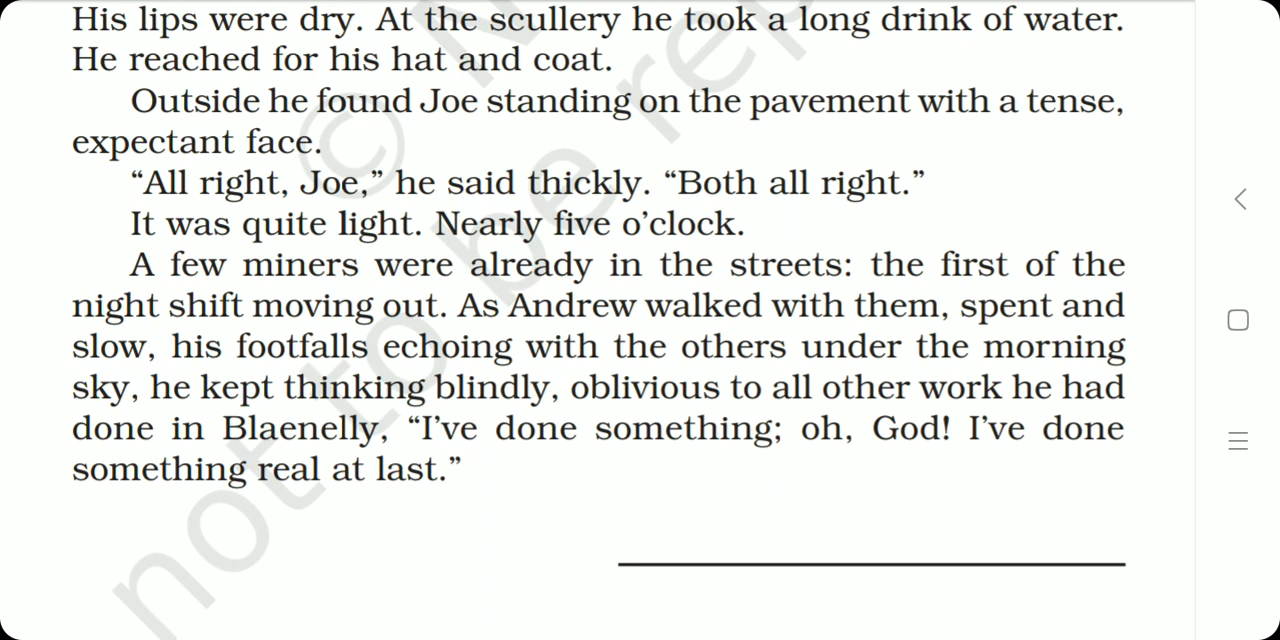 His lips were dry. At the scullery he took a long drink of water.
He reached for his hat and coat.
Outside he found Joe standing on the pavement with a tense,
expectant face.
“All right, Joe,” he said thickly. “Both all right.”
It was quite light. Nearly five o’clock.
A few miners were already in the streets: the first of the
night shift moving out. As Andrew walked with them, spent and
slow, his footfalls echoing with the others under the morning
sky, he kept thinking blindly, oblivious to all other work he had
done in Blaenelly, “I’ve done something; oh, God! I’ve done
something real at last.”
© N
not to be rep